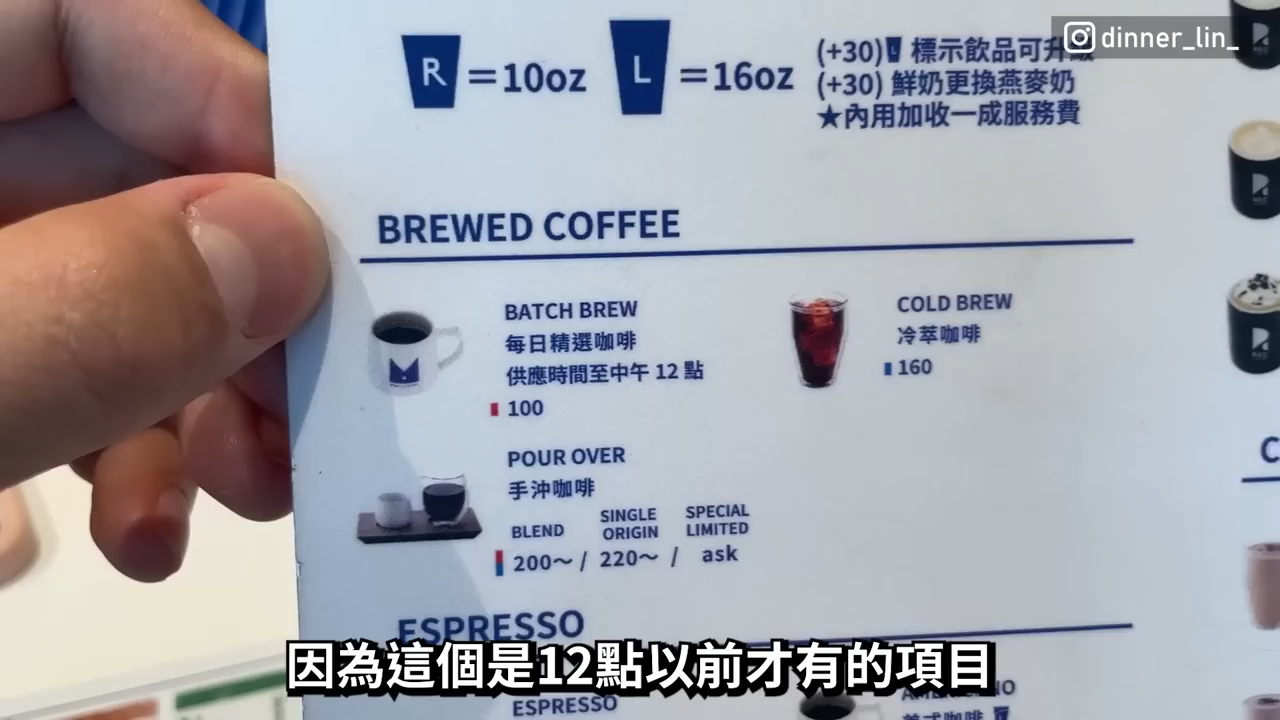 dinner_lin_
R =10oz L =16oz
(+30) L 標示飲品可升級
(+30) 鮮奶更換燕麥奶
★內用加收一成服務費
BREWED COFFEE
BATCH BREW
每日精選咖啡
供應時間至中午 12 點
100
COLD BREW
冷萃咖啡
160
POUR OVER
手沖咖啡
BLEND
SINGLE
ORIGIN
SPECIAL
LIMITED
200～ / 220～ / ask
ESPRESSO
因為這個是12點以前才有的項目
ESPRESSO
AMERICANO
美式咖啡